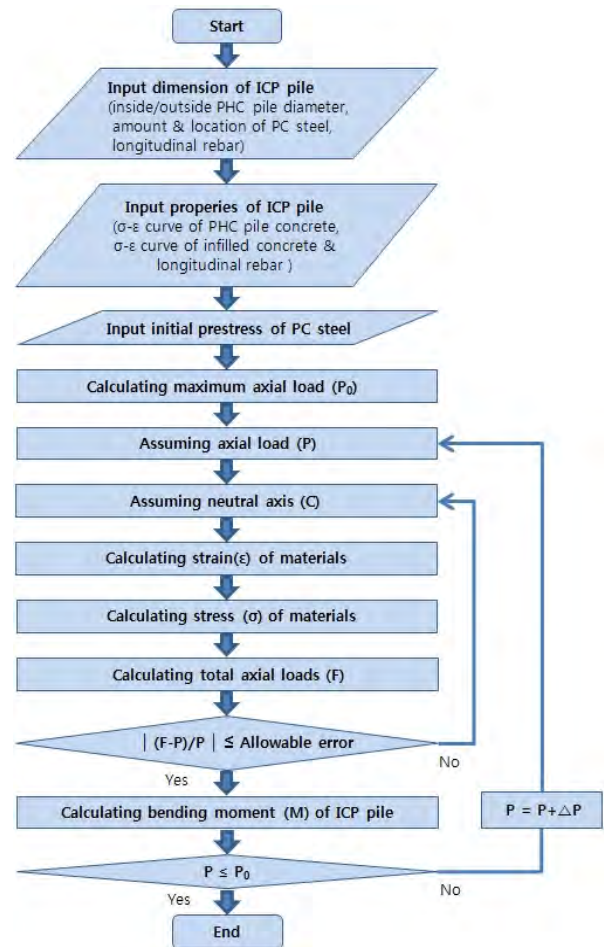 Start
Input dimension of ICP pile
(inside/outside PHC pile diameter,
amount & location of PC steel,
longitudinal rebar)
Input properies of ICP pile
(σ-ε curve of PHC pile concrete,
σ-ε curve of infilled concrete &
longitudinal rebar )
Input initial prestress of PC steel
Calculating maximum axial load (P₀)
Assuming axial load (P)
Assuming neutral axis (C)
Calculating strain(ε) of materials
Calculating stress (σ) of materials
Calculating total axial loads (F)
| (F-P)/P | ≤ Allowable error
No
Yes
Calculating bending moment (M) of ICP pile
P = P+△P
P ≤ P₀
No
Yes
End